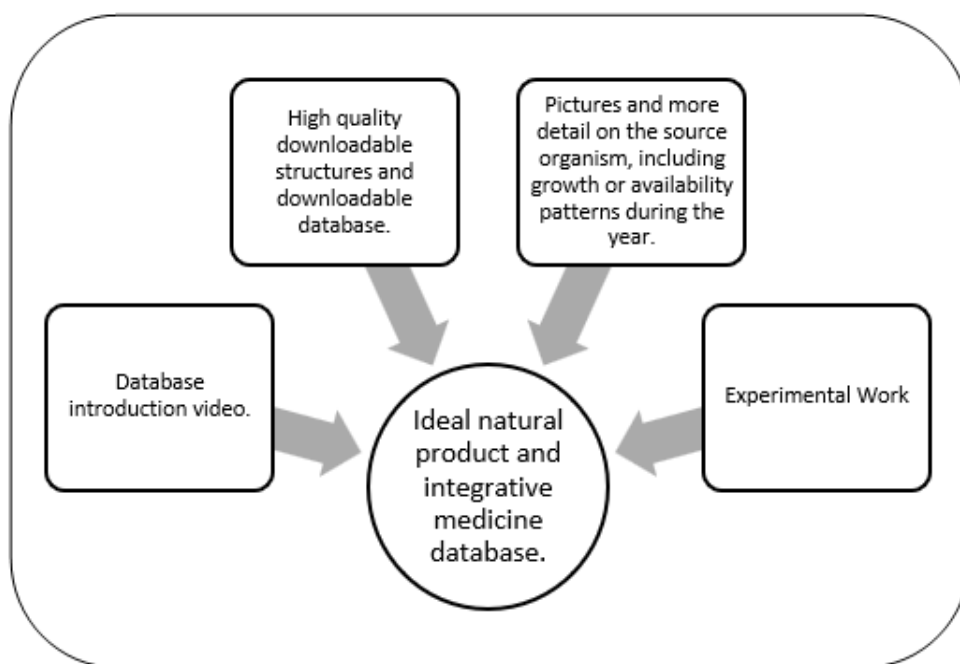 High quality
downloadable
structures and
downloadable
database.
Pictures and more
detail on the source
organism, including
growth or availability
patterns during the
year.
Database
introduction video.
Experimental Work
Ideal natural
product and
integrative
medicine
database.